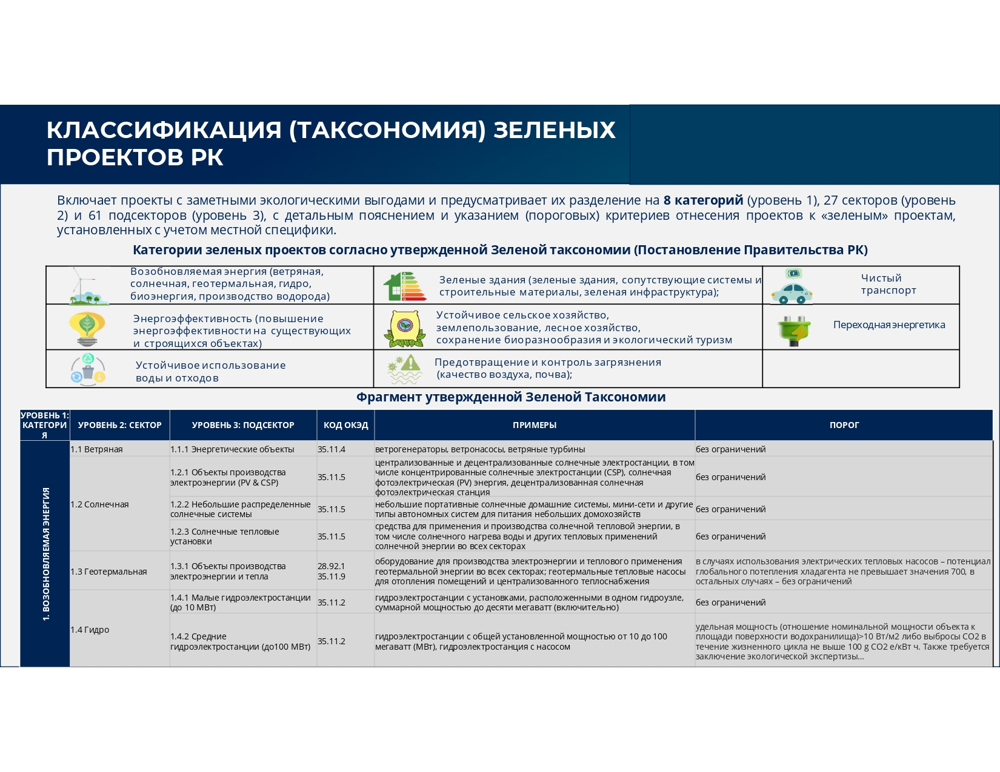 КЛАССИФИКАЦИЯ (ТАКСОНОМИЯ) ЗЕЛЕНЫХ
ПРОЕКТОВ РК
Включает проекты с заметными экологическими выгодами и предусматривает их разделение на 8 категорий (уровень 1), 27 секторов (уровень
2) и 61 подсекторов (уровень 3), с детальным пояснением и указанием (пороговых) критериев отнесения проектов к «зеленым» проектам,
установленных с учетом местной специфики.
Категории зеленых проектов согласно утвержденной Зеленой таксономии (Постановление Правительства РК)
Возобновляемая энергия (ветряная,
солнечная, геотермальная, гидро,
биоэнергия, производство водорода)
Зеленые здания (зеленые здания, сопутствующие системы и
строительные материалы, зеленая инфраструктура);
Чистый
транспорт
Энергоэффективность (повышение
энергоэффективности на существующих
и строящихся объектах)
Устойчивое сельское хозяйство,
землепользование, лесное хозяйство,
сохранение биоразнообразия и экологический туризм
Переходная энергетика
Устойчивое использование
воды и отходов
Предотвращение и контроль загрязнения
(качество воздуха, почва);
Фрагмент утвержденной Зеленой Таксономии
УРОВЕНЬ 1:
КАТЕГОРИ
Я
УРОВЕНЬ 2: СЕКТОР
УРОВЕНЬ 3: ПОДСЕКТОР
КОД ОКЭД
ПРИМЕРЫ
ПОРОГ
1. ВОЗОБНОВЛЯЕМАЯ ЭНЕРГИЯ
1.1 Ветряная
1.1.1 Энергетические объекты
35.11.4
ветрогенераторы, ветронасосы, ветряные турбины
без ограничений
1.2 Солнечная
1.2.1 Объекты производства
электроэнергии (PV & CSP)
35.11.5
централизованные и децентрализованные солнечные электростанции, в том
числе концентрированные солнечные электростанции (CSP), солнечная
фотоэлектрическая (PV) энергия, децентрализованная солнечная
фотоэлектрическая станция
без ограничений
1.2.2 Небольшие распределенные
солнечные системы
35.11.5
небольшие портативные солнечные домашние системы, мини-сети и другие
типы автономных систем для питания небольших домохозяйств
без ограничений
1.2.3 Солнечные тепловые
установки
35.11.5
средства для применения и производства солнечной тепловой энергии, в
том числе солнечного нагрева воды и других тепловых применений
солнечной энергии во всех секторах
без ограничений
1.3 Геотермальная
1.3.1 Объекты производства
электроэнергии и тепла
28.92.1
35.11.9
оборудование для производства электроэнергии и теплового применения
геотермальной энергии во всех секторах; геотермальные тепловые насосы
для отопления помещений и централизованного теплоснабжения
в случаях использования электрических тепловых насосов – потенциал
глобального потепления хладагента не превышает значения 700, в
остальных случаях – без ограничений
1.4 Гидро
1.4.1 Малые гидроэлектростанции
(до 10 МВт)
35.11.2
гидроэлектростанции с установками, расположенными в одном гидроузле,
суммарной мощностью до десяти мегаватт (включительно)
без ограничений
1.4.2 Средние
гидроэлектростанции (до100 МВт)
35.11.2
гидроэлектростанции с общей установленной мощностью от 10 до 100
мегаватт (МВт), гидроэлектростанция с насосом
удельная мощность (отношение номинальной мощности объекта к
площади поверхности водохранилища)>10 Вт/м2 либо выбросы СО2 в
течение жизненного цикла не выше 100 g CO2 e/кВт ч. Также требуется
заключение экологической экспертизы…